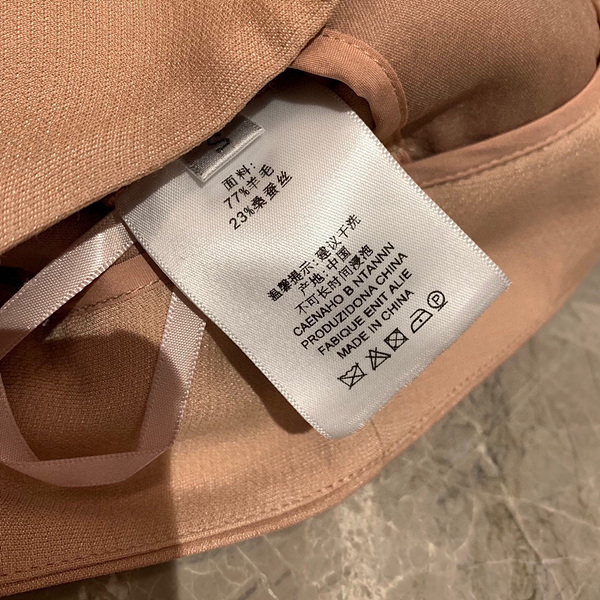 S
面料:
77%羊毛
23%桑蚕丝
温馨提示:建议干洗
产地:中国
不可长时间浸泡
CAENAHO B NTANNN
PRODUZIDONA CHINA
FABIQUE ENIT ALIE
MADE IN CHINA